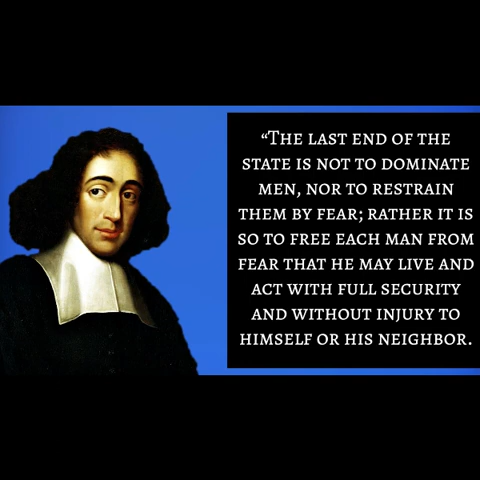 “The last end of the
state is not to dominate
men, nor to restrain
them by fear; rather it is
so to free each man from
fear that he may live and
act with full security
and without injury to
himself or his neighbor.